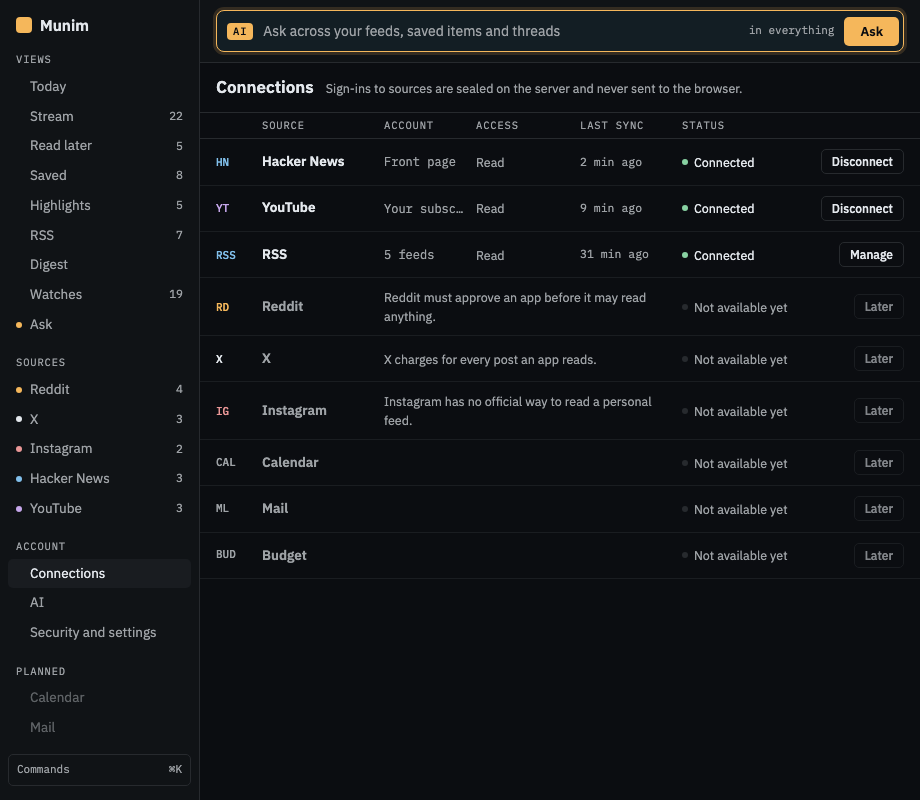 Munim
VIEWS
Today
Stream 22
Read later 5
Saved 8
Highlights 5
RSS 7
Digest
Watches 19
Ask
SOURCES
Reddit 4
X 3
Instagram 2
Hacker News 3
YouTube 3
ACCOUNT
Connections
AI
Security and settings
PLANNED
Calendar
Mail
Commands ⌘K
AI Ask across your feeds, saved items and threads in everything Ask
Connections Sign-ins to sources are sealed on the server and never sent to the browser.
SOURCE ACCOUNT ACCESS LAST SYNC STATUS
HN Hacker News Front page Read 2 min ago Connected Disconnect
YT YouTube Your subsc… Read 9 min ago Connected Disconnect
RSS RSS 5 feeds Read 31 min ago Connected Manage
RD Reddit Reddit must approve an app before it may read
anything. Not available yet Later
X X X charges for every post an app reads. Not available yet Later
IG Instagram Instagram has no official way to read a personal
feed. Not available yet Later
CAL Calendar Not available yet Later
ML Mail Not available yet Later
BUD Budget Not available yet Later